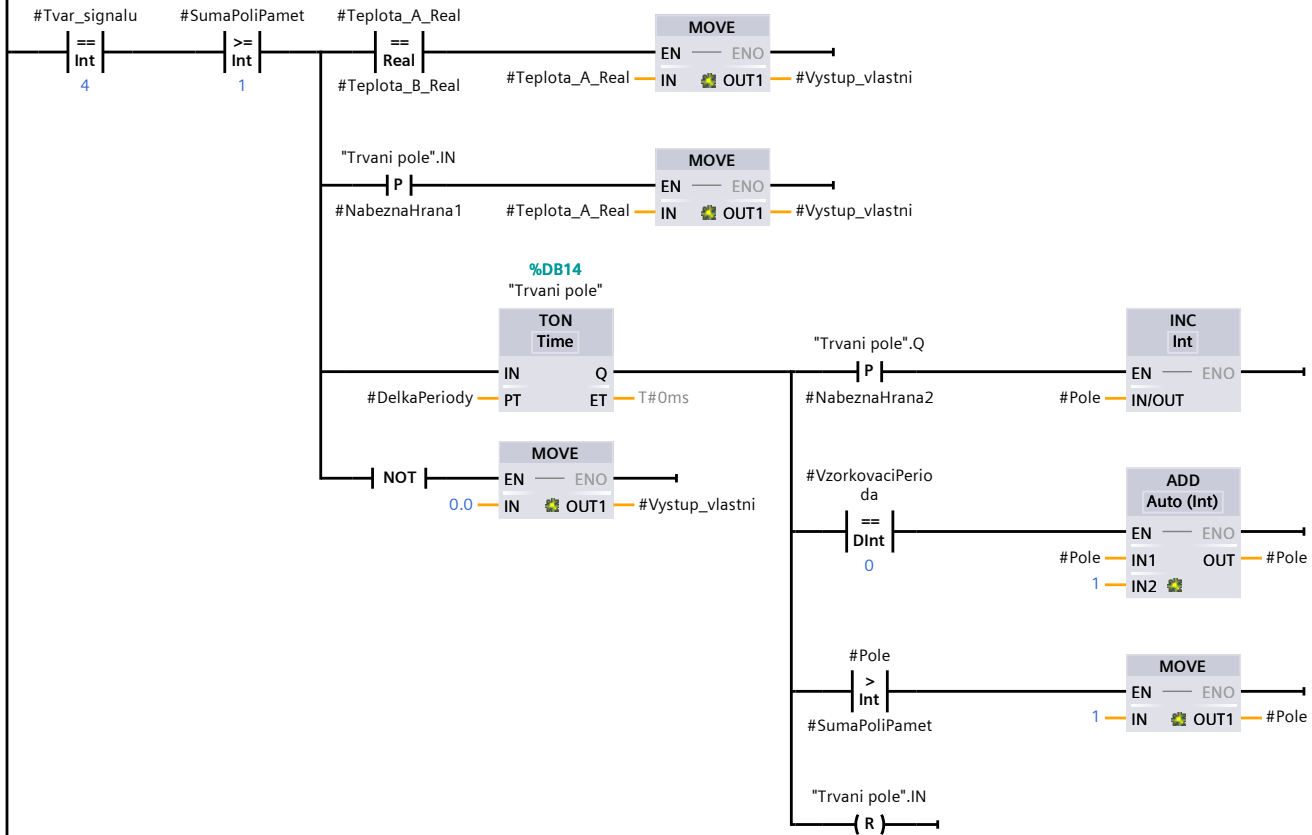 #Tvar_signalu #SumaPoliPamet #Teplota_A_Real
== >= == MOVE
Int Int Real EN ENO
4 1 #Teplota_B_Real #Teplota_A_Real IN OUT1 #Vystup_vlastni
"Trvani pole".IN MOVE
P EN ENO
#NabeznaHrana1 #Teplota_A_Real IN OUT1 #Vystup_vlastni
%DB14
"Trvani pole"
TON INC
Time "Trvani pole".Q Int
IN Q P EN ENO
#DelkaPeriody PT ET T#0ms #NabeznaHrana2 #Pole IN/OUT
MOVE
NOT EN ENO
0.0 IN OUT1 #Vystup_vlastni
#VzorkovaciPerio ADD
da Auto (Int)
== EN ENO
DInt #Pole IN1 OUT #Pole
0 1 IN2
#Pole MOVE
> EN ENO
Int 1 IN OUT1 #Pole
#SumaPoliPamet
"Trvani pole".IN
R